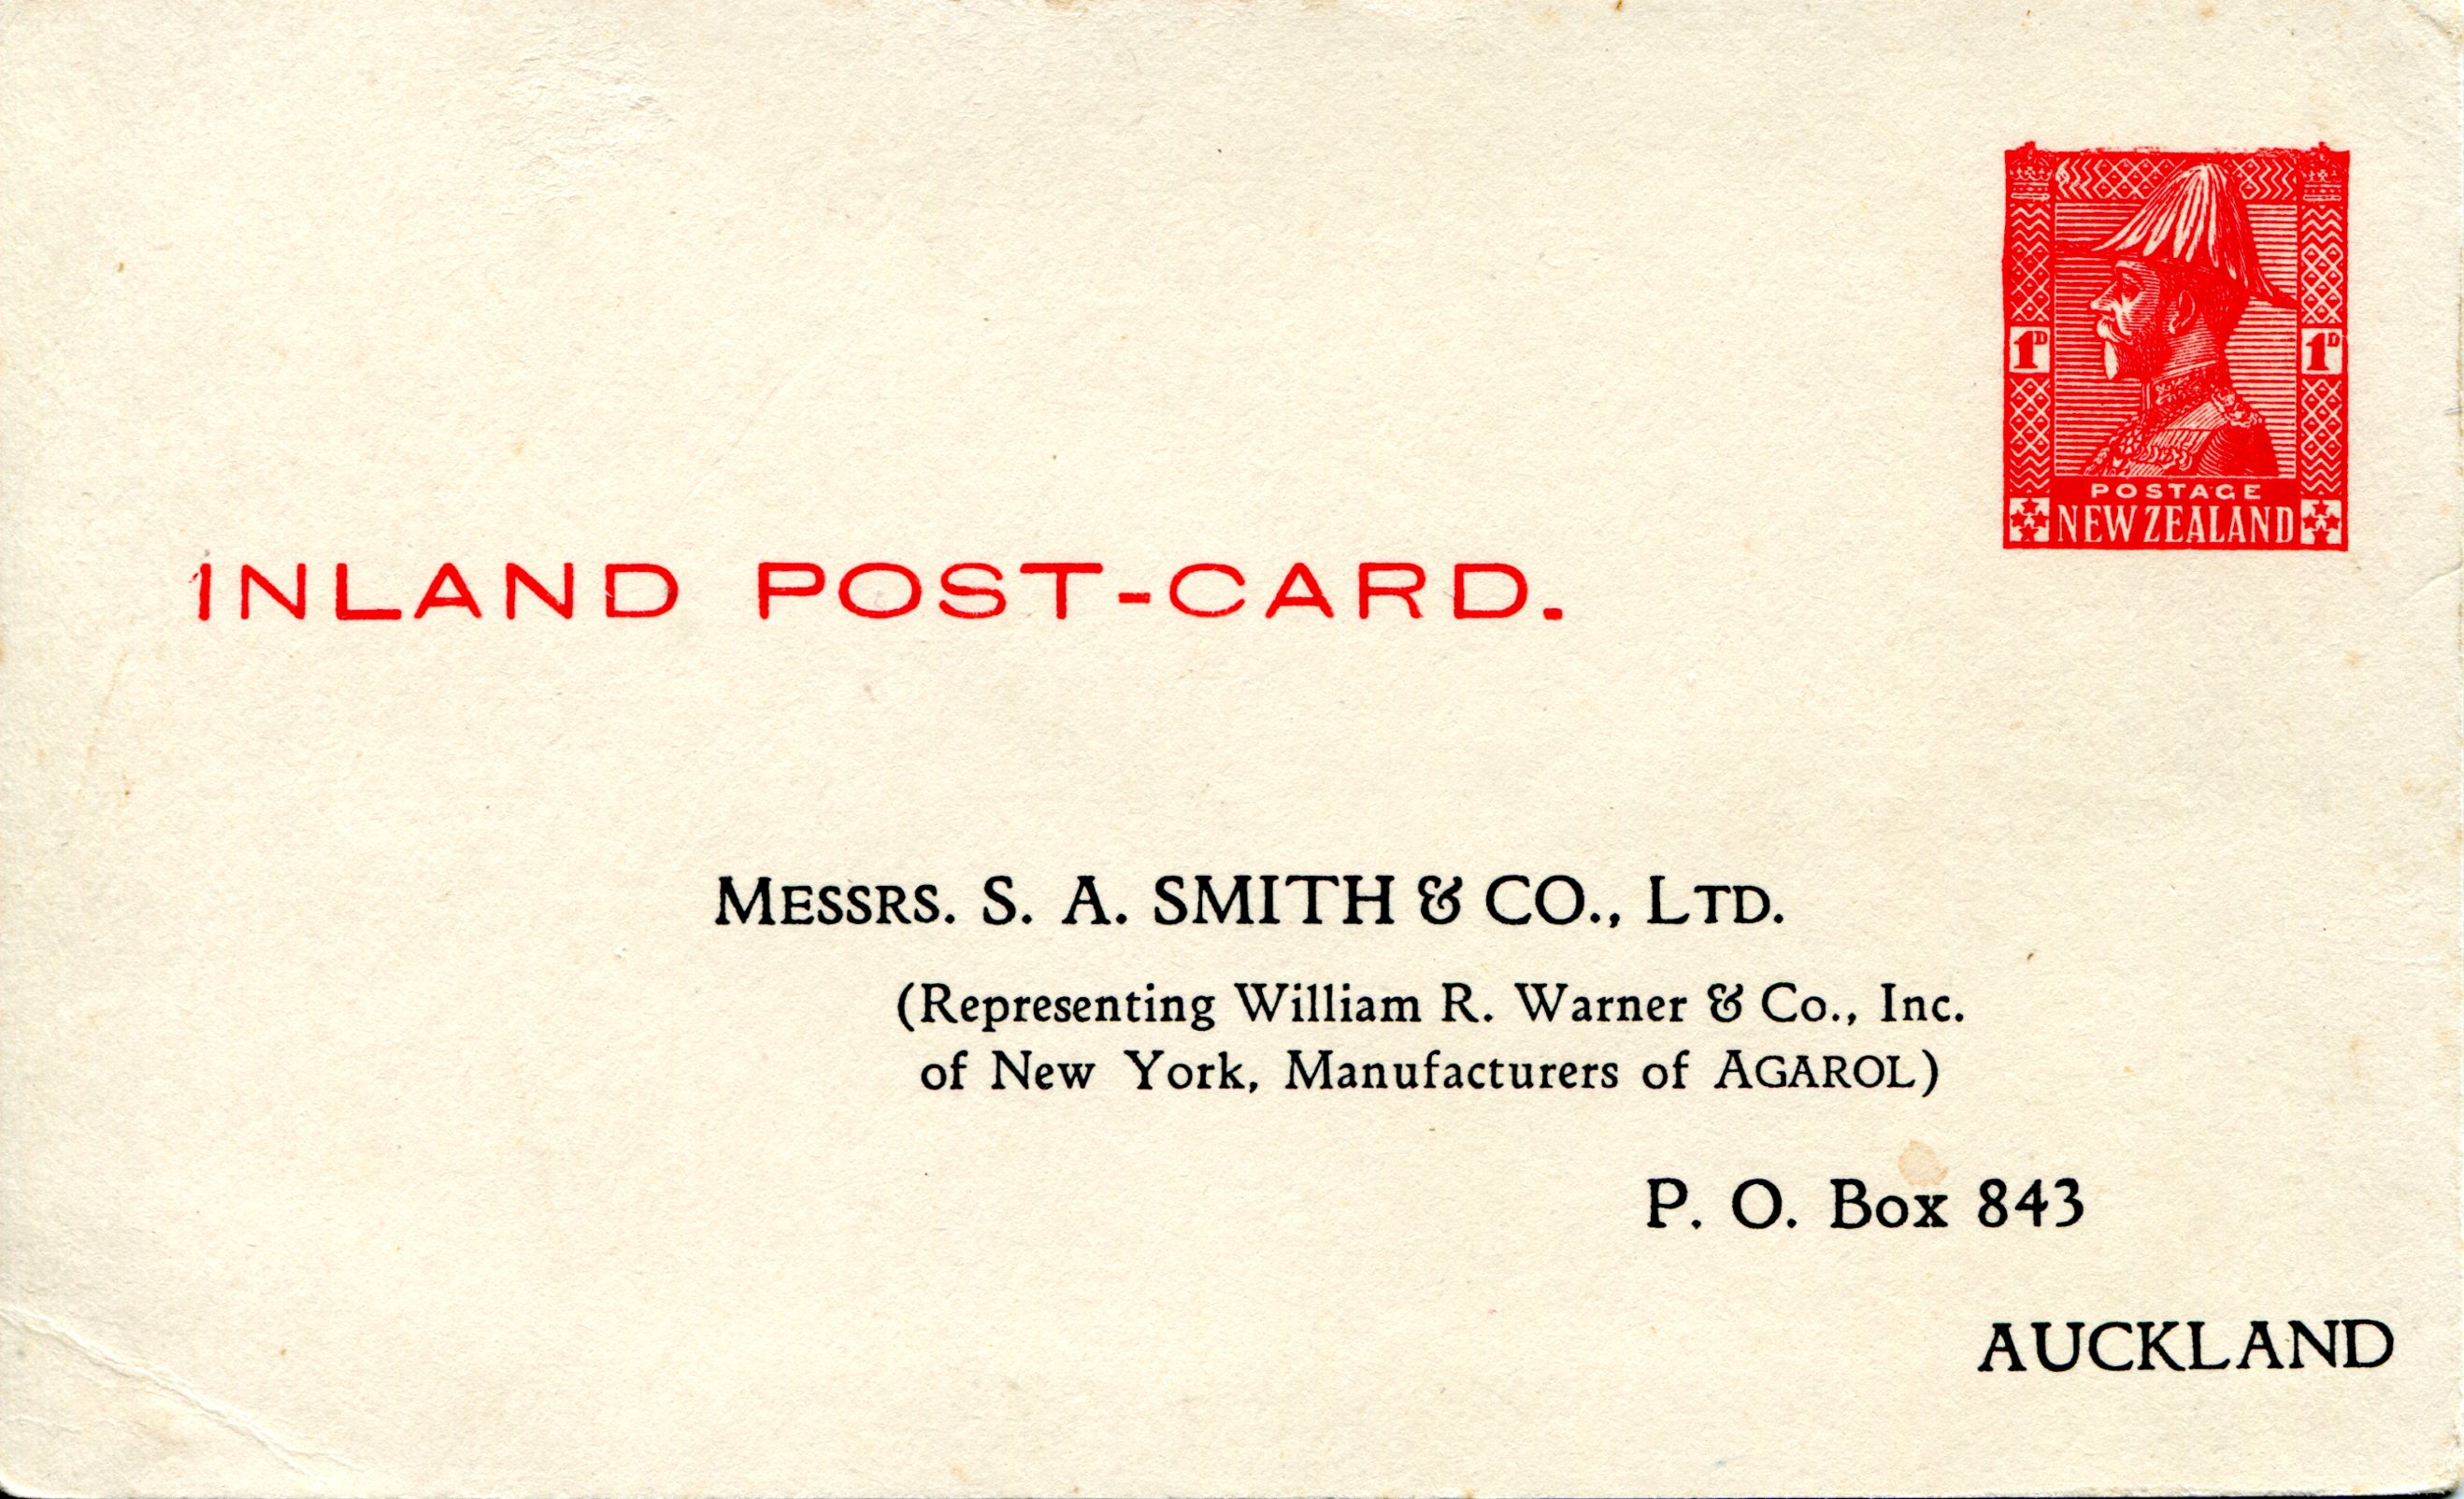 1D 1D
POSTAGE
NEW ZEALAND
INLAND POST-CARD.
MESSRS. S. A. SMITH & CO., LTD.
(Representing William R. Warner & Co., Inc.
of New York, Manufacturers of AGAROL)
P. O. Box 843
AUCKLAND